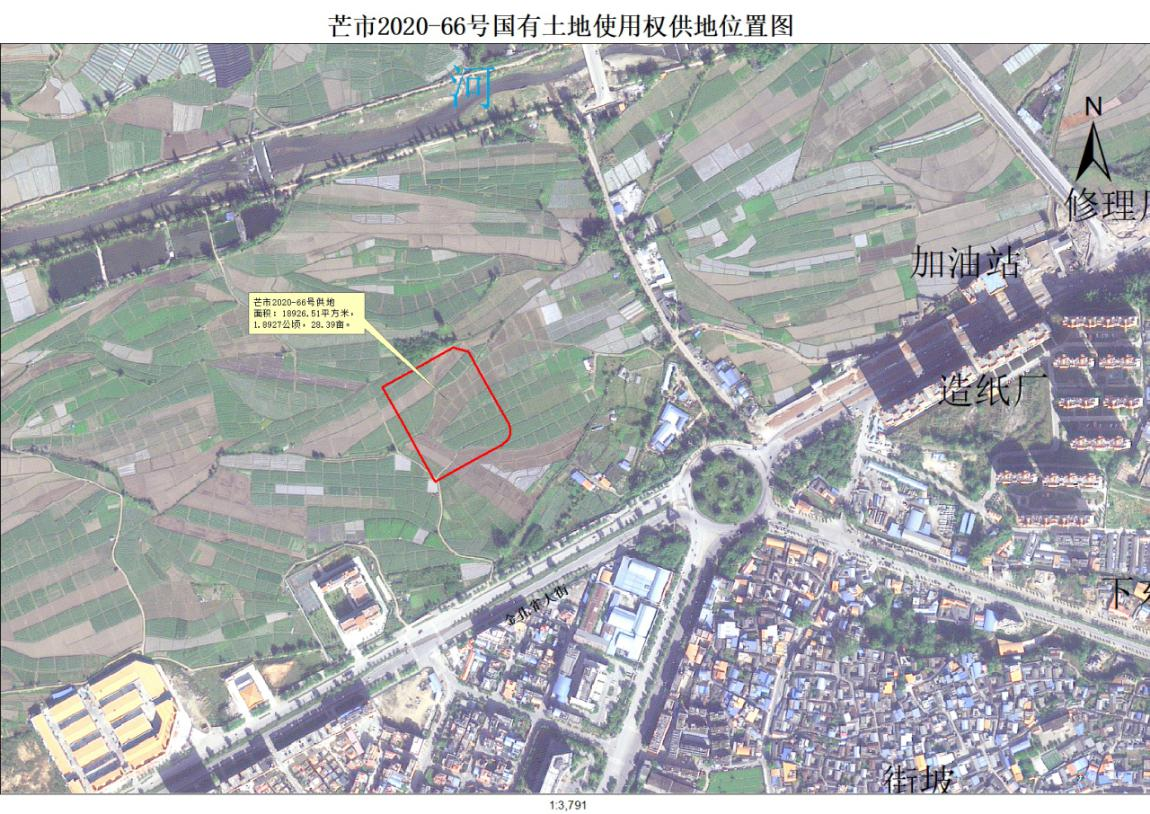 芒市2020-66号国有土地使用权供地位置图
河
N
修理厂
加油站
芒市2020-66号供地
面积：18926.51平方米，
1.8927公顷，28.39亩。
造纸厂
金孔雀大街
街坡
1:3,791